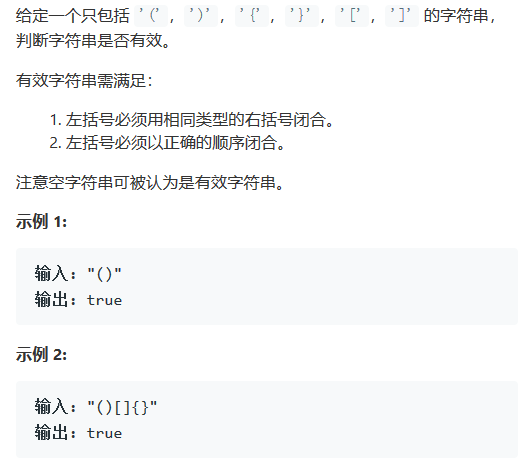 给定一个只包括 '(', ')', '{', '}', '[', ']' 的字符串，
判断字符串是否有效。
有效字符串需满足：
1. 左括号必须用相同类型的右括号闭合。
2. 左括号必须以正确的顺序闭合。
注意空字符串可被认为是有效字符串。
示例 1:
输入: "()"
输出: true
示例 2:
输入: "()[]{}"
输出: true